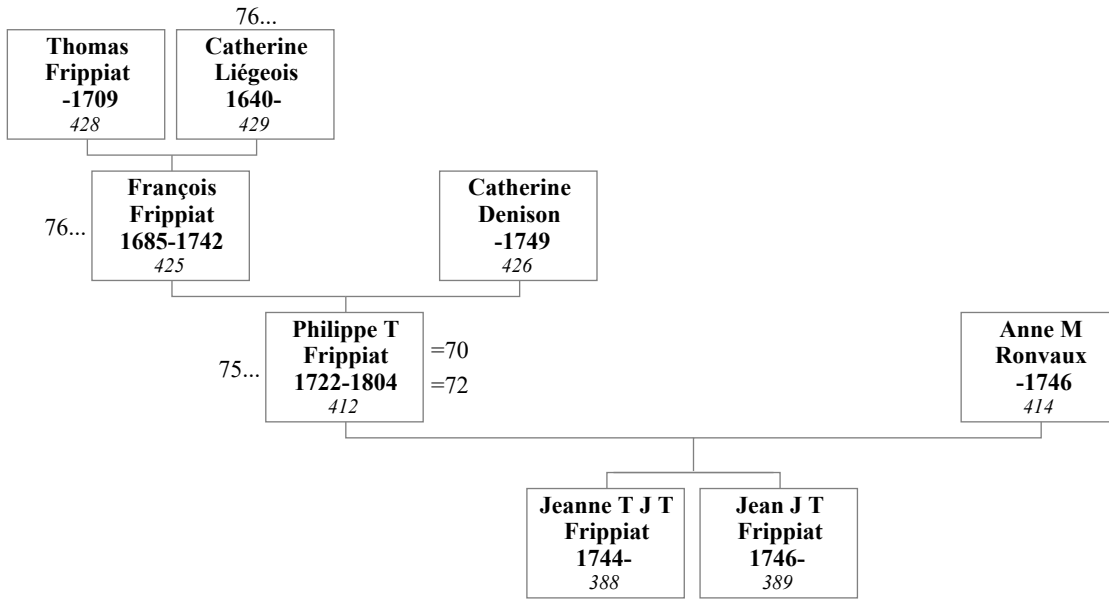 76...
Thomas
Frippiat
-1709
428
Catherine
Liégeois
1640-
429
76...
François
Frippiat
1685-1742
425
Catherine
Denison
-1749
426
75...
Philippe T
Frippiat
1722-1804
412
=70
=72
Anne M
Ronvaux
-1746
414
Jeanne T J T
Frippiat
1744-
388
Jean J T
Frippiat
1746-
389